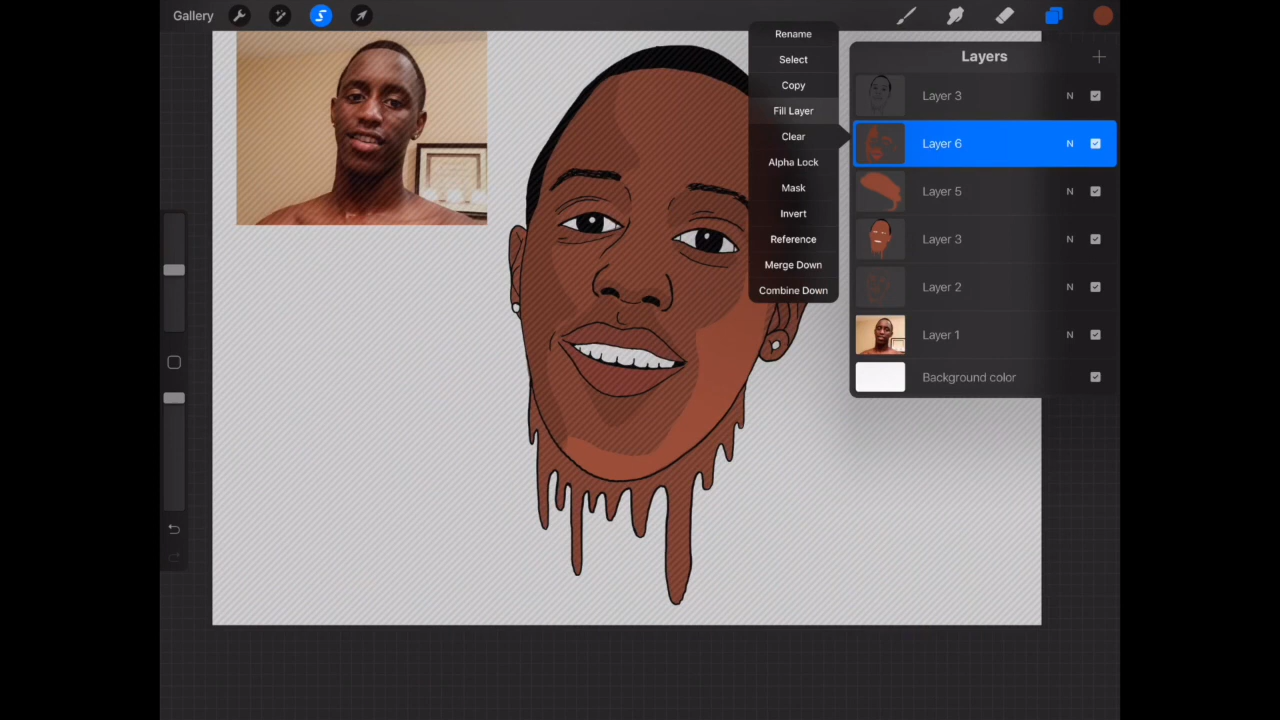 Gallery
Rename
Select
Copy
Fill Layer
Clear
Alpha Lock
Mask
Invert
Reference
Merge Down
Combine Down
Layers
Layer 3 N
Layer 6 N
Layer 5 N
Layer 3 N
Layer 2 N
Layer 1 N
Background color